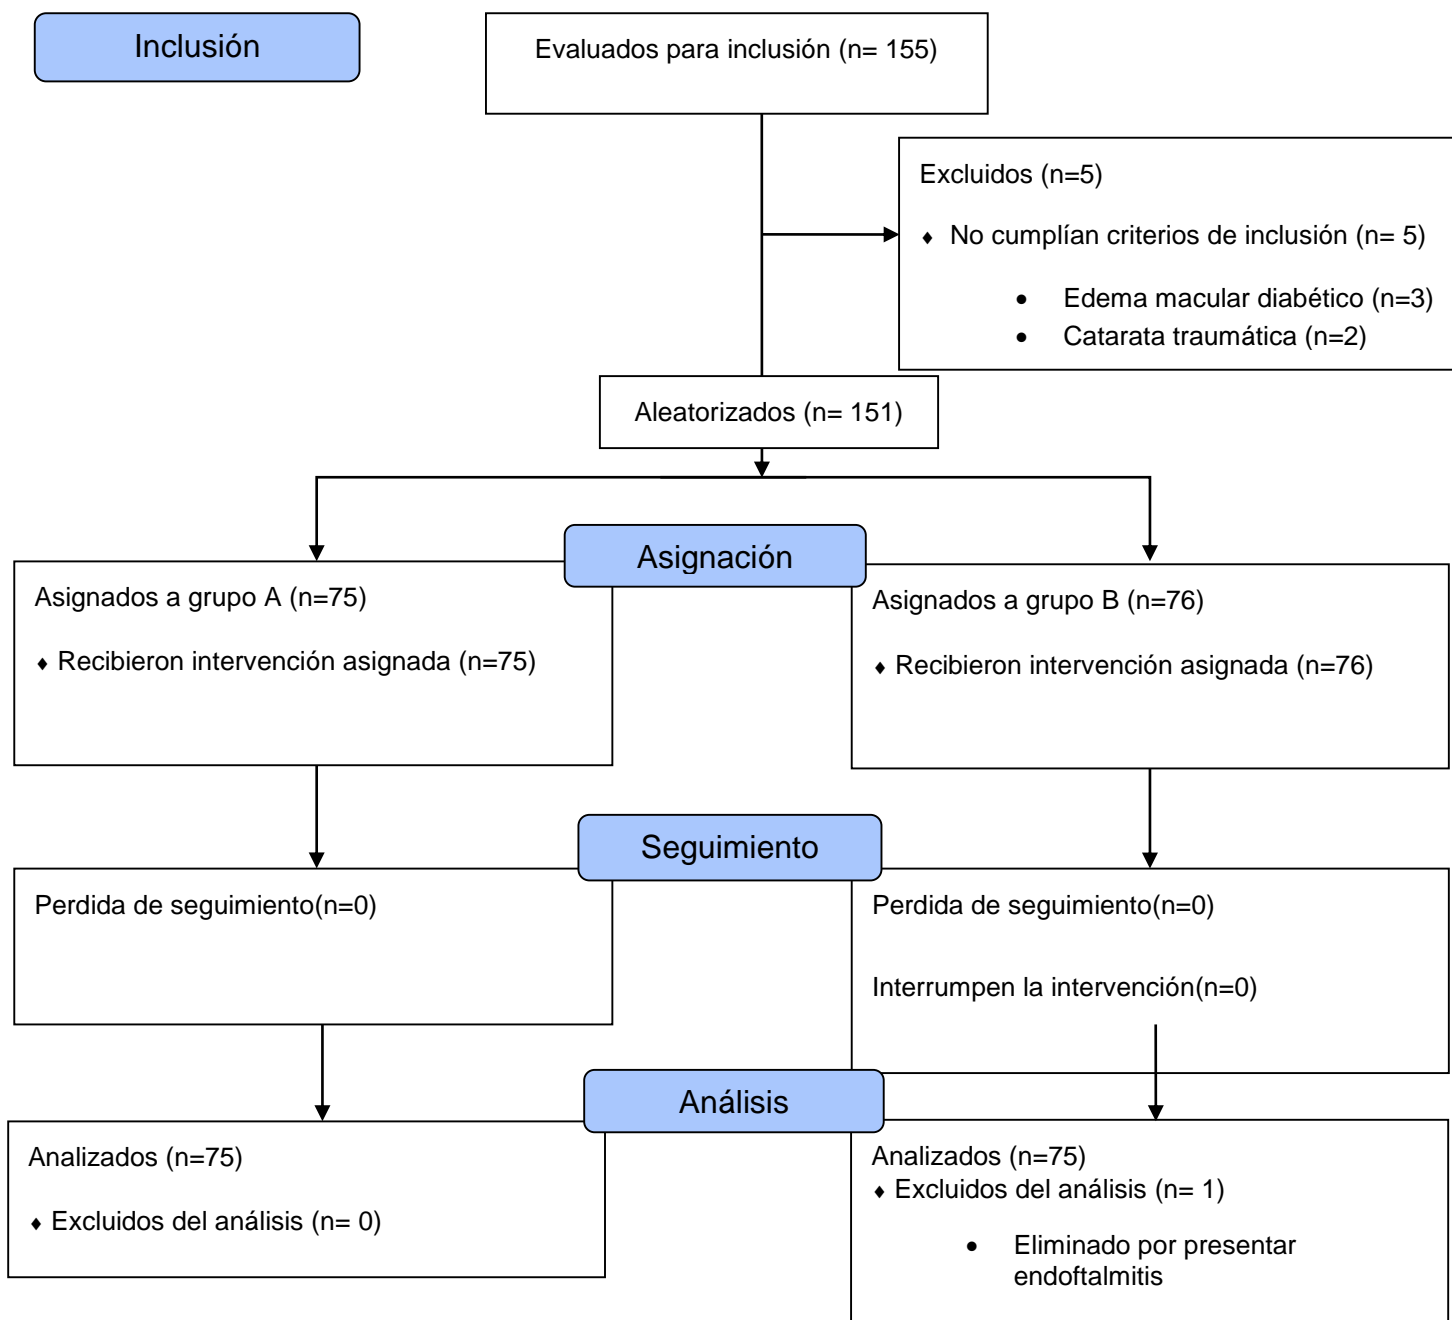 Inclusión
Evaluados para inclusión (n= 155)
Excluidos (n=5)
♦ No cumplían criterios de inclusión (n= 5)
• Edema macular diabético (n=3)
• Catarata traumática (n=2)
Aleatorizados (n= 151)
Asignación
Asignados a grupo A (n=75)
♦ Recibieron intervención asignada (n=75)
Asignados a grupo B (n=76)
♦ Recibieron intervención asignada (n=76)
Seguimiento
Perdida de seguimiento(n=0)
Perdida de seguimiento(n=0)
Interrumpen la intervención(n=0)
Análisis
Analizados (n=75)
♦ Excluidos del análisis (n= 0)
Analizados (n=75)
♦ Excluidos del análisis (n= 1)
• Eliminado por presentar
endoftalmitis